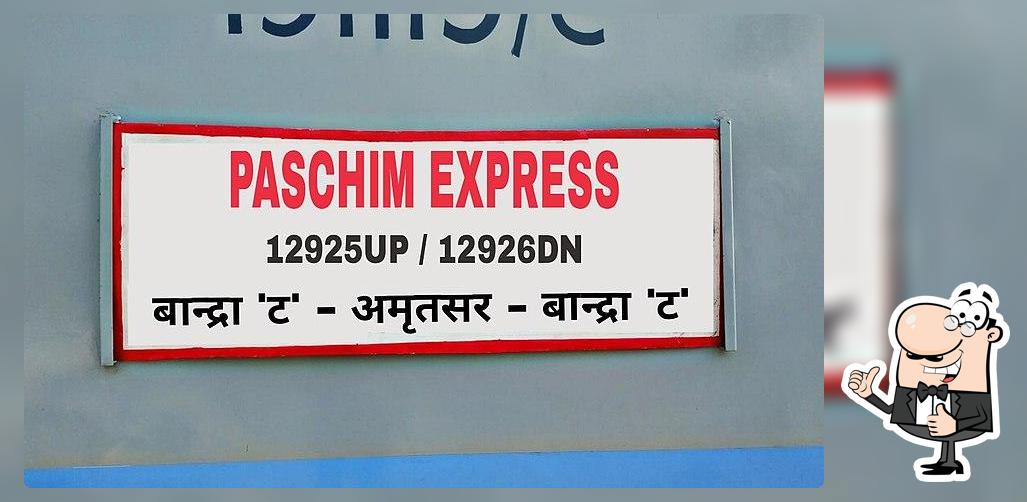 PASCHIM EXPRESS
12925UP / 12926DN
बान्द्रा 'ट' - अमृतसर - बान्द्रा 'ट'